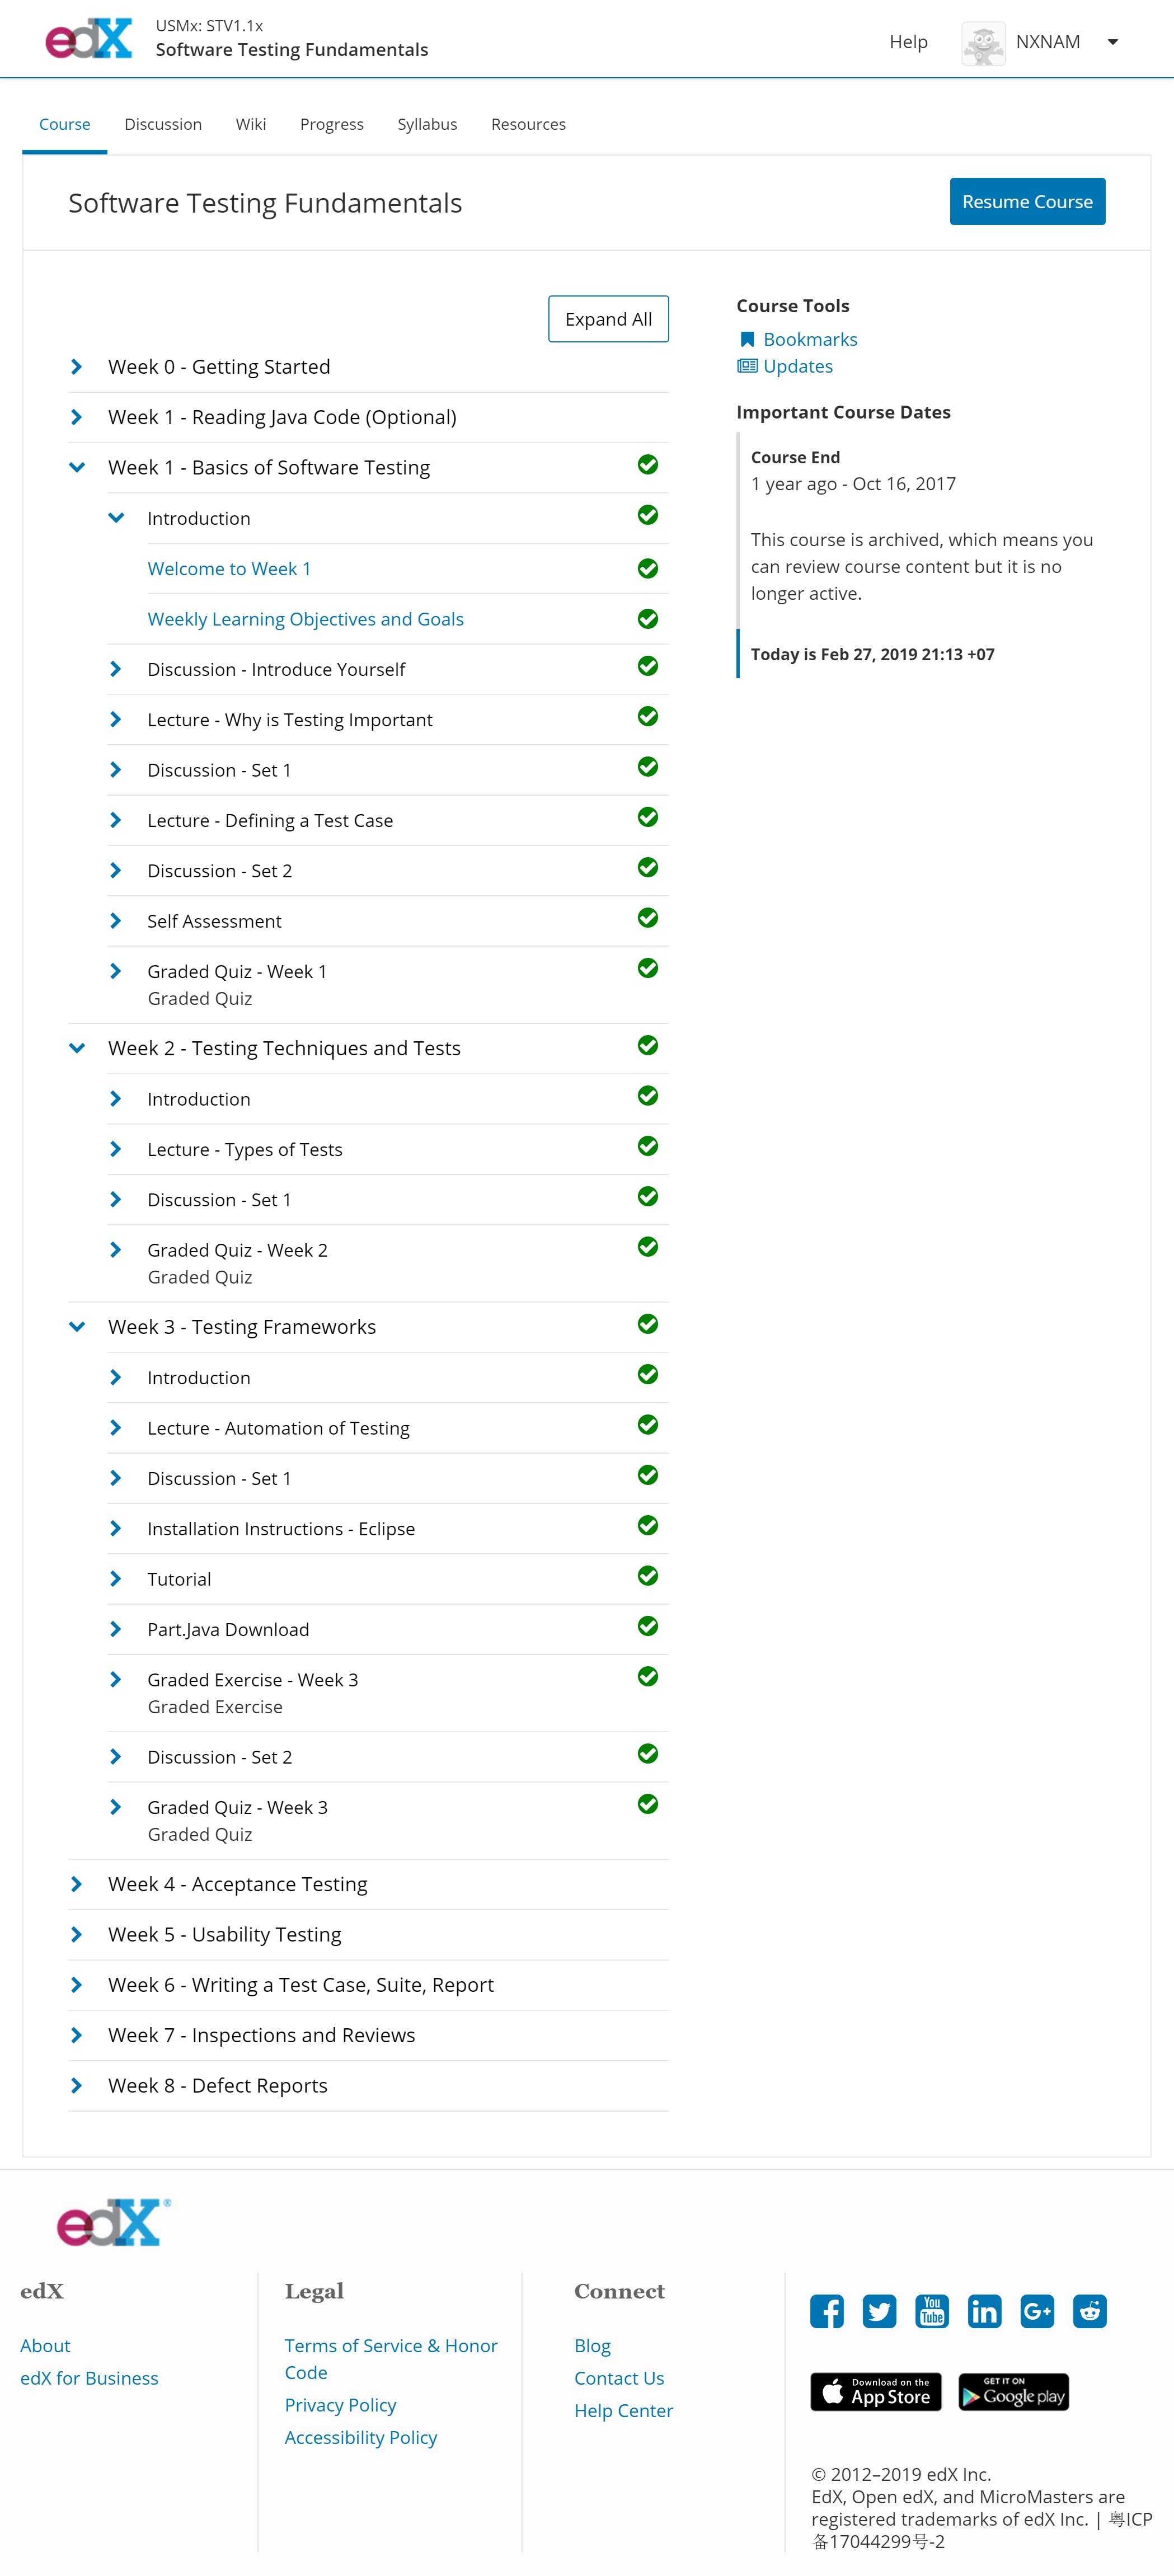 edX
USMx: STV1.1x
Software Testing Fundamentals
Help
NXNAM
Course
Discussion
Wiki
Progress
Syllabus
Resources
Software Testing Fundamentals
Resume Course
Expand All
Week 0 - Getting Started
Week 1 - Reading Java Code (Optional)
Week 1 - Basics of Software Testing
Introduction
Welcome to Week 1
Weekly Learning Objectives and Goals
Discussion - Introduce Yourself
Lecture - Why is Testing Important
Discussion - Set 1
Lecture - Defining a Test Case
Discussion - Set 2
Self Assessment
Graded Quiz - Week 1
Graded Quiz
Week 2 - Testing Techniques and Tests
Introduction
Lecture - Types of Tests
Discussion - Set 1
Graded Quiz - Week 2
Graded Quiz
Week 3 - Testing Frameworks
Introduction
Lecture - Automation of Testing
Discussion - Set 1
Installation Instructions - Eclipse
Tutorial
Part.Java Download
Graded Exercise - Week 3
Graded Exercise
Discussion - Set 2
Graded Quiz - Week 3
Graded Quiz
Week 4 - Acceptance Testing
Week 5 - Usability Testing
Week 6 - Writing a Test Case, Suite, Report
Week 7 - Inspections and Reviews
Week 8 - Defect Reports
Course Tools
Bookmarks
Updates
Important Course Dates
Course End
1 year ago - Oct 16, 2017
This course is archived, which means you
can review course content but it is no
longer active.
Today is Feb 27, 2019 21:13 +07
edX®
edX
About
edX for Business
Legal
Terms of Service & Honor
Code
Privacy Policy
Accessibility Policy
Connect
Blog
Contact Us
Help Center
You
Tube
in
G+
Download on the
App Store
GET IT ON
Google play
© 2012–2019 edX Inc.
EdX, Open edX, and MicroMasters are
registered trademarks of edX Inc. | 粤ICP
备17044299号-2